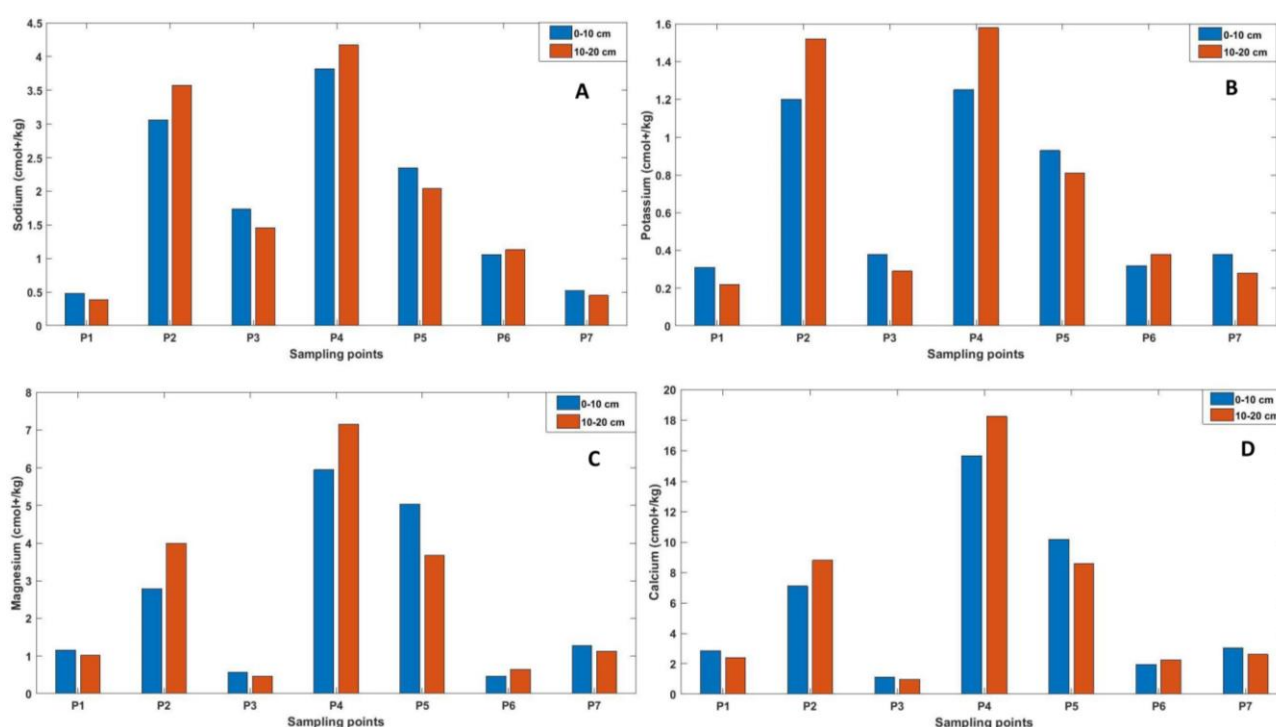 4.5
4
3.5
3
2.5
2
1.5
1
0.5
0
Sodium (cmol+/kg)
0-10 cm
10-20 cm
A
P1 P2 P3 P4 P5 P6 P7
Sampling points
1.6
1.4
1.2
1
0.8
0.6
0.4
0.2
0
Potassium (cmol+/kg)
0-10 cm
10-20 cm
B
P1 P2 P3 P4 P5 P6 P7
Sampling points
8
7
6
5
4
3
2
1
0
Magnesium (cmol+/kg)
0-10 cm
10-20 cm
C
P1 P2 P3 P4 P5 P6 P7
Sampling points
20
18
16
14
12
10
8
6
4
2
0
Calcium (cmol+/kg)
0-10 cm
10-20 cm
D
P1 P2 P3 P4 P5 P6 P7
Sampling points